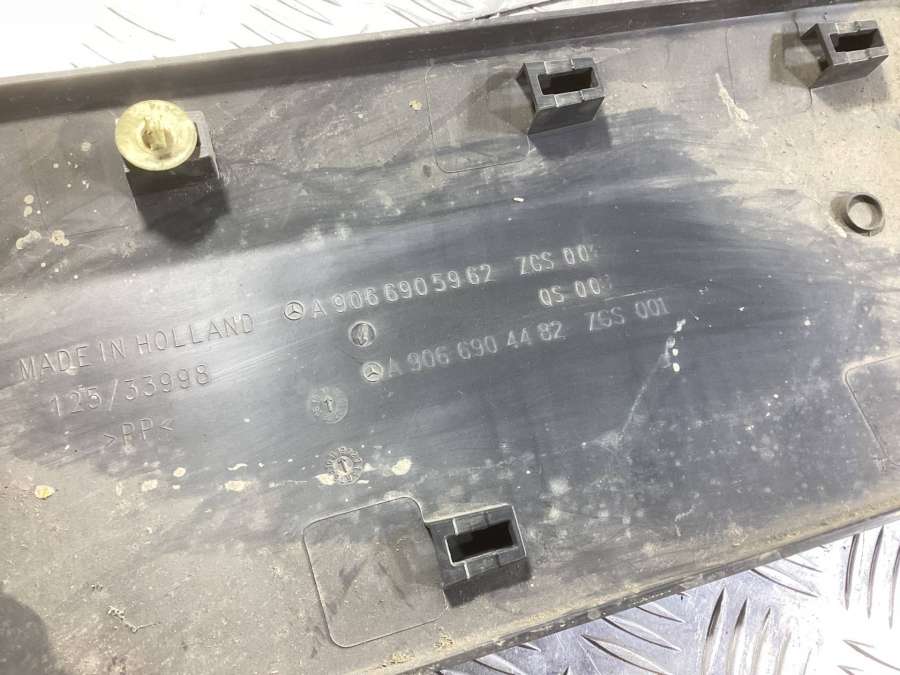 A 906 690 59 62 ZGS 00
QS 00
A 906 690 44 82 ZGS 001
MADE IN HOLLAND
125/33998
>PP<